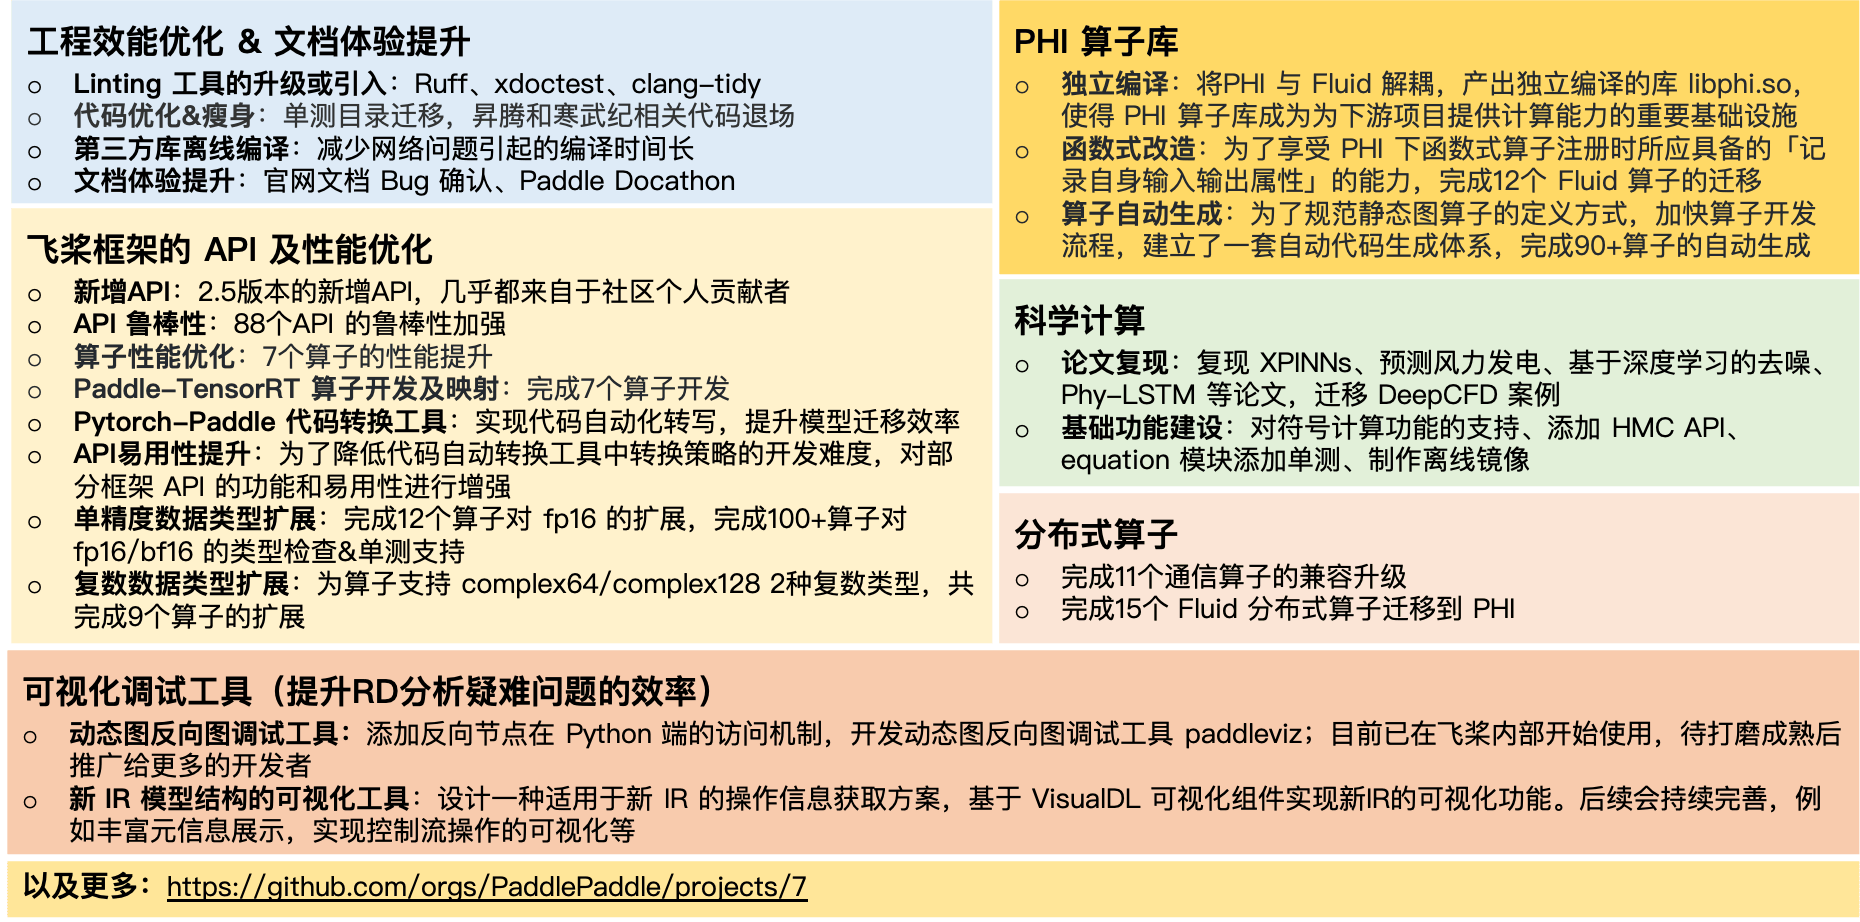 工程效能优化 & 文档体验提升
○ Linting 工具的升级或引入：Ruff、xdoctest、clang-tidy
○ 代码优化&瘦身：单测目录迁移，昇腾和寒武纪相关代码退场
○ 第三方库离线编译：减少网络问题引起的编译时间长
○ 文档体验提升：官网文档 Bug 确认、Paddle Docathon
飞桨框架的 API 及性能优化
○ 新增API：2.5版本的新增API，几乎都来自于社区个人贡献者
○ API 鲁棒性：88个API 的鲁棒性加强
○ 算子性能优化：7个算子的性能提升
○ Paddle-TensorRT 算子开发及映射：完成7个算子开发
○ Pytorch-Paddle 代码转换工具：实现代码自动化转写，提升模型迁移效率
○ API易用性提升：为了降低代码自动转换工具中转换策略的开发难度，对部
分框架 API 的功能和易用性进行增强
○ 单精度数据类型扩展：完成12个算子对 fp16 的扩展，完成100+算子对
fp16/bf16 的类型检查&单测支持
○ 复数数据类型扩展：为算子支持 complex64/complex128 2种复数类型，共
完成9个算子的扩展
PHI 算子库
○ 独立编译：将PHI 与 Fluid 解耦，产出独立编译的库 libphi.so，
使得 PHI 算子库成为为下游项目提供计算能力的重要基础设施
○ 函数式改造：为了享受 PHI 下函数式算子注册时所应具备的「记
录自身输入输出属性」的能力，完成12个 Fluid 算子的迁移
○ 算子自动生成：为了规范静态图算子的定义方式，加快算子开发
流程，建立了一套自动代码生成体系，完成90+算子的自动生成
科学计算
○ 论文复现：复现 XPINNs、预测风力发电、基于深度学习的去噪、
Phy-LSTM 等论文，迁移 DeepCFD 案例
○ 基础功能建设：对符号计算功能的支持、添加 HMC API、
equation 模块添加单测、制作离线镜像
分布式算子
○ 完成11个通信算子的兼容升级
○ 完成15个 Fluid 分布式算子迁移到 PHI
可视化调试工具（提升RD分析疑难问题的效率）
○ 动态图反向图调试工具：添加反向节点在 Python 端的访问机制，开发动态图反向图调试工具 paddleviz；目前已在飞桨内部开始使用，待打磨成熟后
推广给更多的开发者
○ 新 IR 模型结构的可视化工具：设计一种适用于新 IR 的操作信息获取方案，基于 VisualDL 可视化组件实现新IR的可视化功能。后续会持续完善，例
如丰富元信息展示，实现控制流操作的可视化等
以及更多：https://github.com/orgs/PaddlePaddle/projects/7